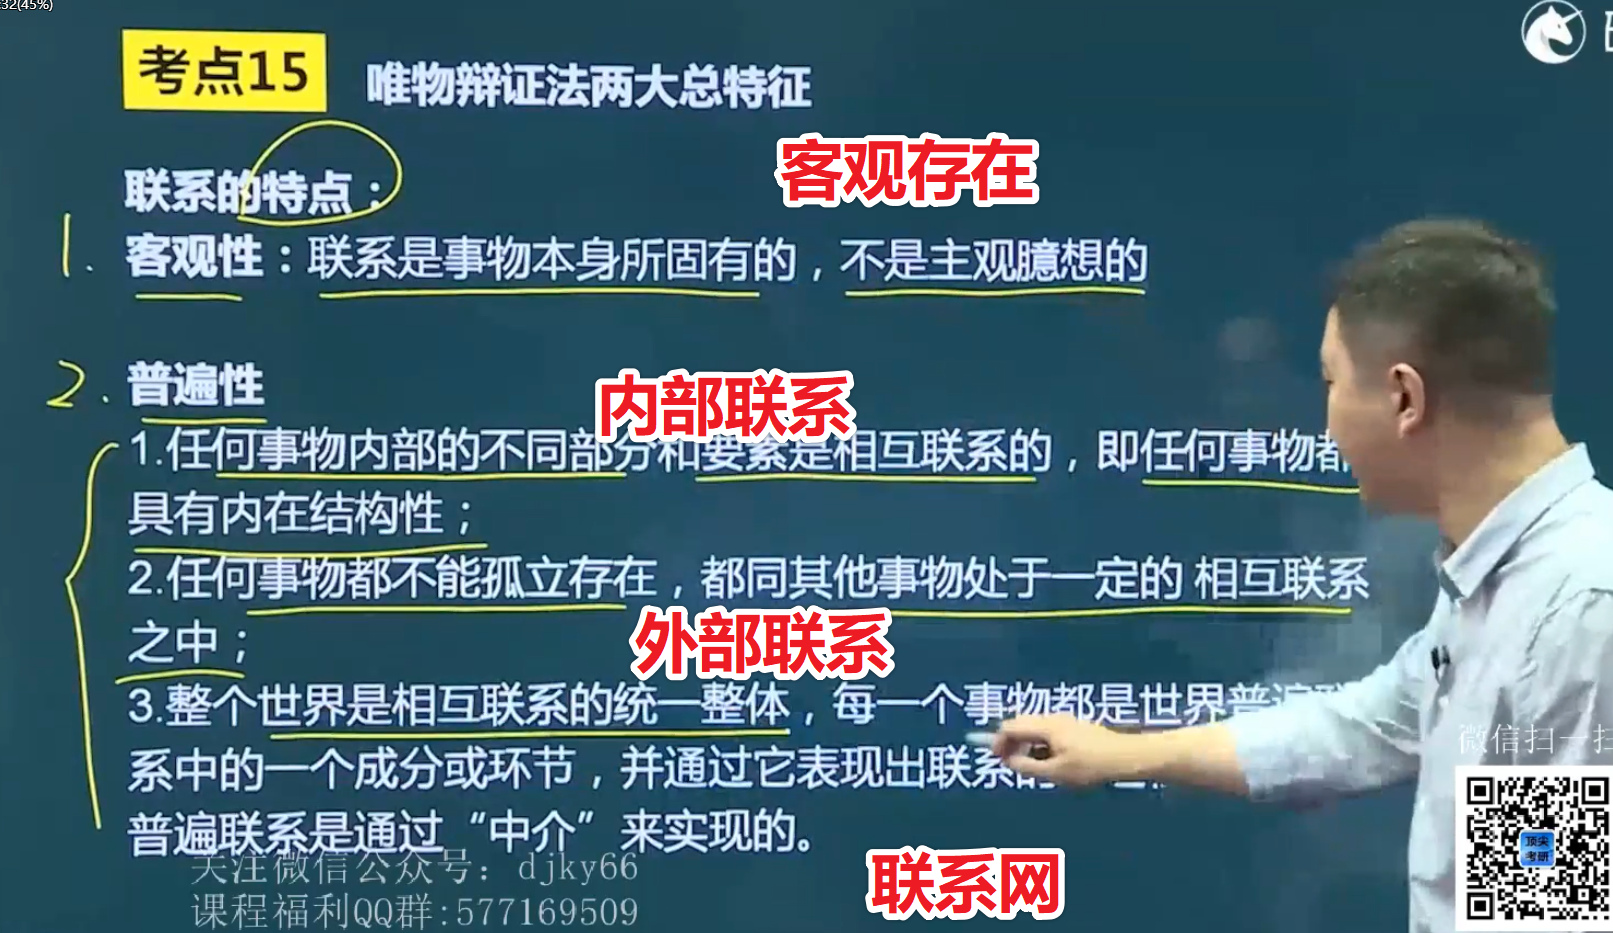 :32(45%)
考点15
唯物辩证法两大总特征
客观存在
联系的特点：
1.
客观性：联系是事物本身所固有的，不是主观臆想的
2.
普遍性
内部联系
1.任何事物内部的不同部分和要素是相互联系的，即任何事物都
具有内在结构性；
2.任何事物都不能孤立存在，都同其他事物处于一定的 相互联系
之中；
外部联系
3.整个世界是相互联系的统一整体，每一个事物都是世界普遍联
系中的一个成分或环节，并通过它表现出联系的
普遍联系是通过“中介”来实现的。
联系网
关注微信公众号：djky66
课程福利QQ群:577169509
微信扫一扫
顶尖
考研